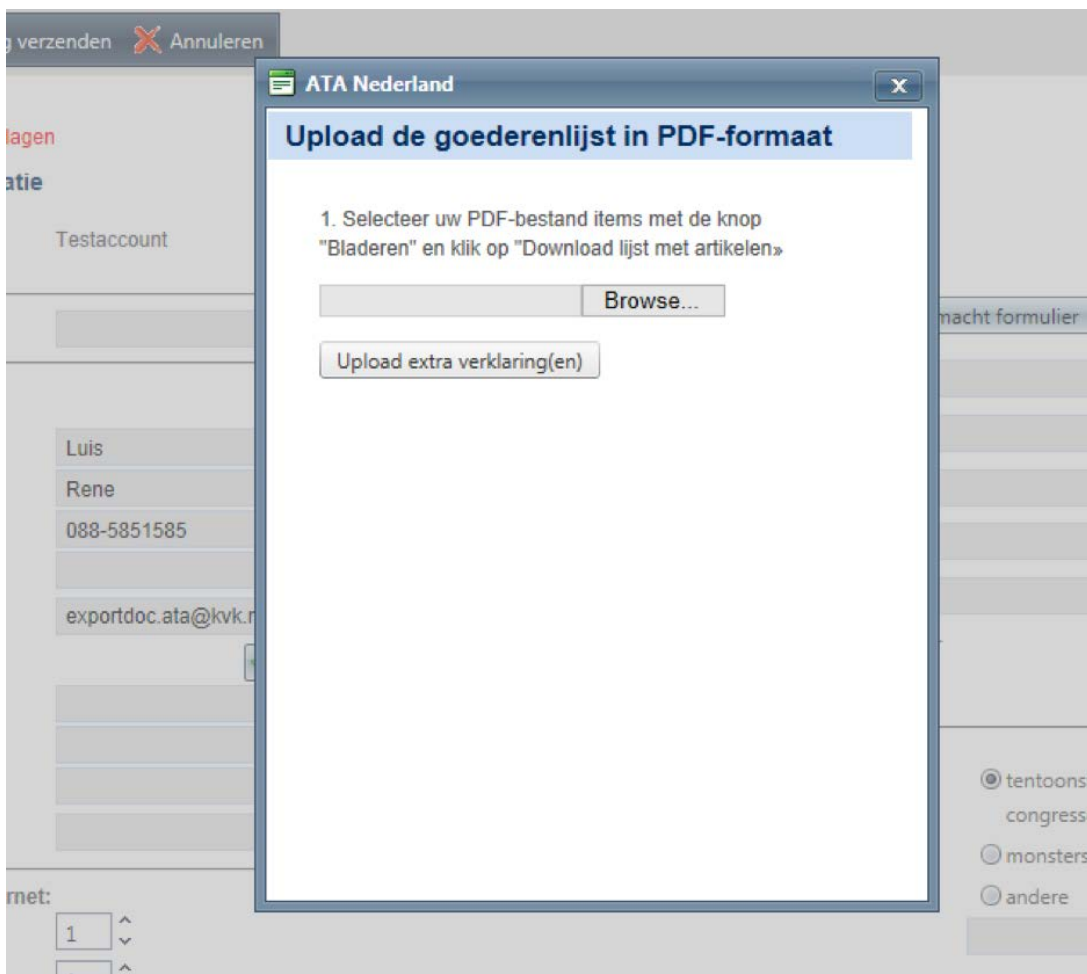 verzenden Annuleren
ATA Nederland
Upload de goederenlijst in PDF-formaat
1. Selecteer uw PDF-bestand items met de knop
"Bladeren" en klik op "Download lijst met artikelen»
Browse...
Upload extra verklaring(en)
lagen
atie
Testaccount
macht formulier
Luis
Rene
088-5851585
exportdoc.ata@kvk.n
tentoons
congress
monsters
andere
rnet:
1